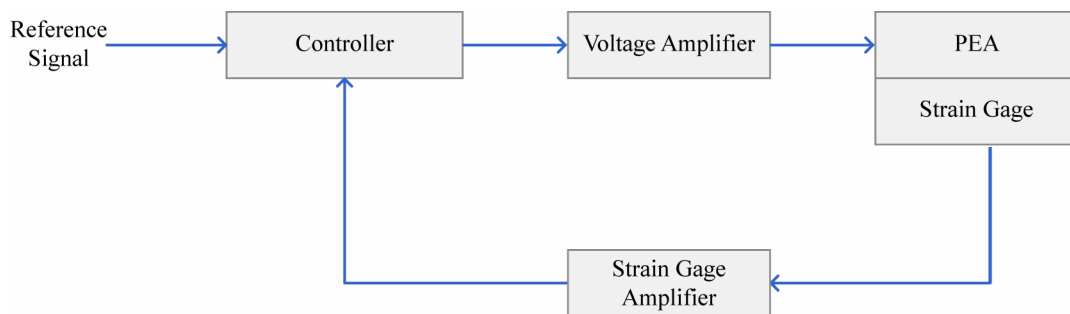 Reference
Signal
Controller
Voltage Amplifier
PEA
Strain Gage
Strain Gage
Amplifier